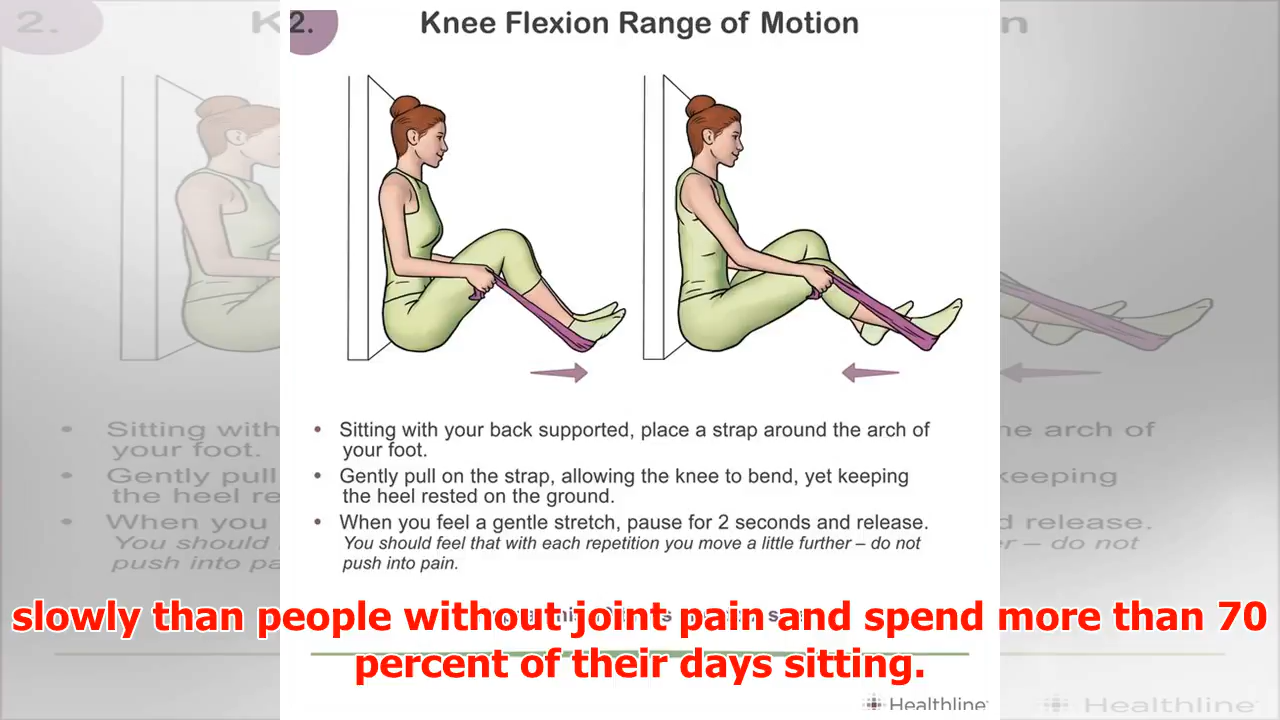 2.
Knee Flexion Range of Motion
• Sitting with your back supported, place a strap around the arch of
your foot.
• Gently pull on the strap, allowing the knee to bend, yet keeping
the heel rested on the ground.
• When you feel a gentle stretch, pause for 2 seconds and release.
You should feel that with each repetition you move a little further – do not
push into pain.
slowly than people without joint pain and spend more than 70
percent of their days sitting.
Healthline